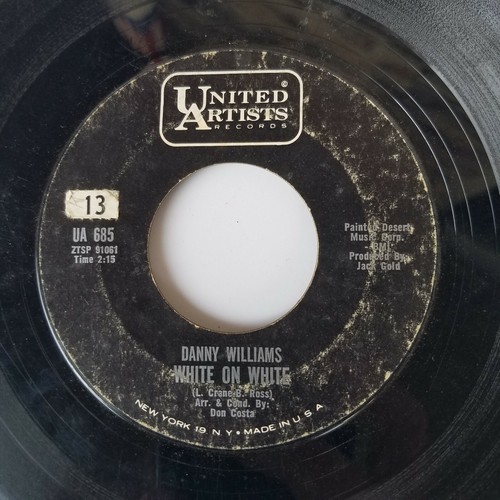 UNITED
ARTISTS
RECORDS
©
13
UA 685
ZTSP 91061
Time 2:15
Painted Desert
Music Corp.
BMI
Produced By
Jack Gold
DANNY WILLIAMS
WHITE ON WHITE
(L. Crane-B. Ross)
Arr. & Cond. By:
Don Costa
NEW YORK 19 N.Y. • MADE IN U S A